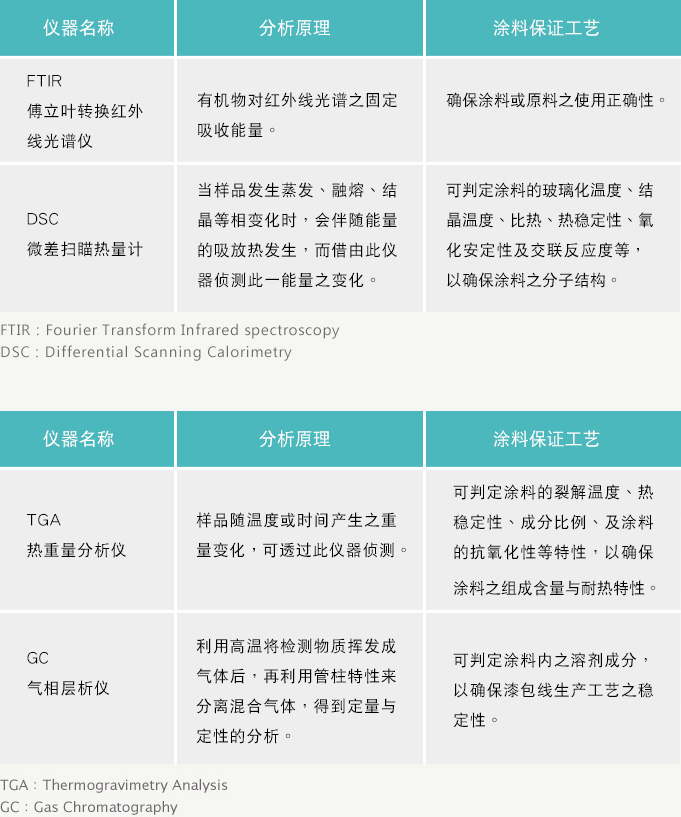 仪器名称
分析原理
涂料保证工艺
FTIR
傅立叶转换红外
线光谱仪
有机物对红外线光谱之固定
吸收能量。
确保涂料或原料之使用正确性。
DSC
微差扫瞄热量计
当样品发生蒸发、融熔、结
晶等相变化时，会伴随能量
的吸放热发生，而借由此仪
器侦测此一能量之变化。
可判定涂料的玻璃化温度、结
晶温度、比热、热稳定性、氧
化安定性及交联反应度等，
以确保涂料之分子结构。
FTIR : Fourier Transform Infrared spectroscopy
DSC : Differential Scanning Calorimetry
仪器名称
分析原理
涂料保证工艺
TGA
热重量分析仪
样品随温度或时间产生之重
量变化，可透过此仪器侦测。
可判定涂料的裂解温度、热
稳定性、成分比例、及涂料
的抗氧化性等特性，以确保
涂料之组成含量与耐热特性。
GC
气相层析仪
利用高温将检测物质挥发成
气体后，再利用管柱特性来
分离混合气体，得到定量与
定性的分析。
可判定涂料内之溶剂成分，
以确保漆包线生产工艺之稳
定性。
TGA : Thermogravimetry Analysis
GC : Gas Chromatography